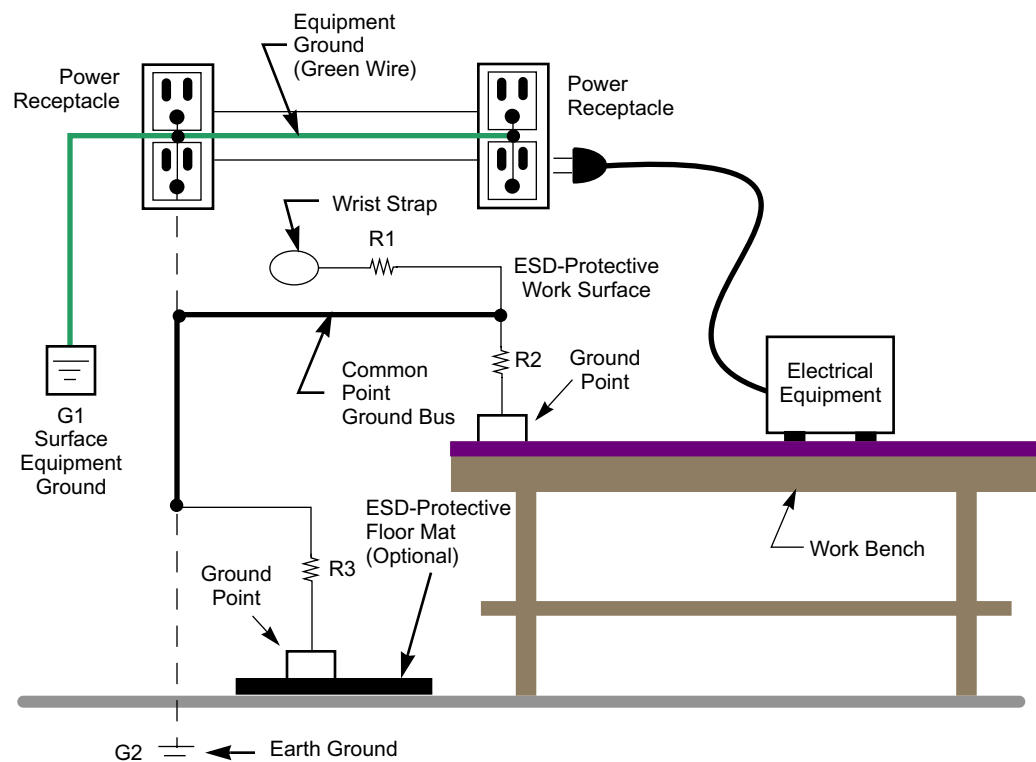 Equipment
Ground
(Green Wire)
Power
Receptacle
Power
Receptacle
Wrist Strap
R1
ESD-Protective
Work Surface
R2
Ground
Point
Common
Point
Ground Bus
Electrical
Equipment
G1
Surface
Equipment
Ground
ESD-Protective
Floor Mat
(Optional)
Work Bench
Ground
Point
R3
G2
Earth Ground